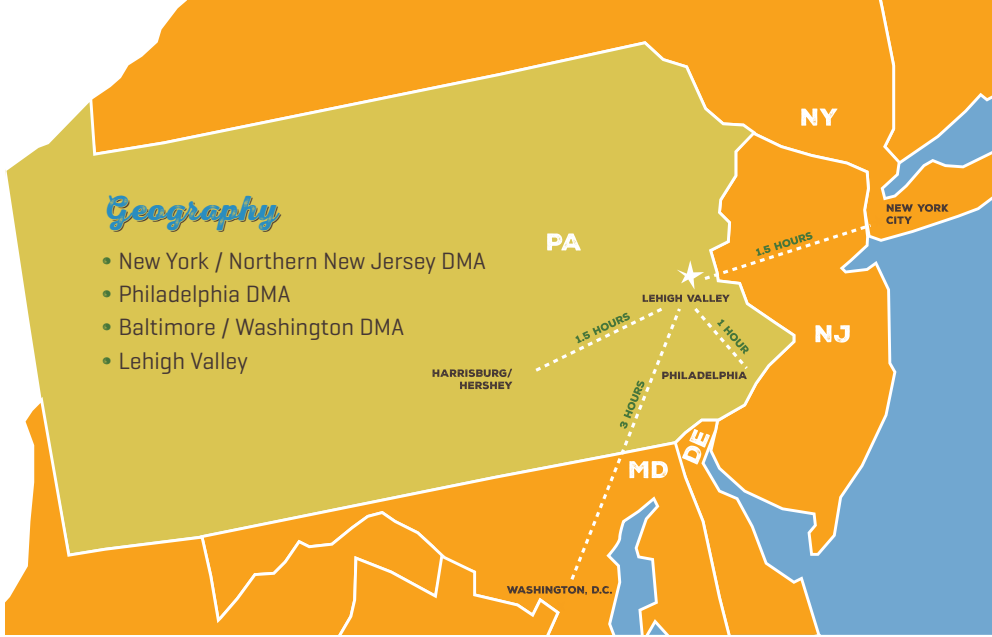 NY
Geography
NEW YORK
CITY
PA
1.5 HOURS
• New York / Northern New Jersey DMA
• Philadelphia DMA
• Baltimore / Washington DMA
• Lehigh Valley
LEHIGH VALLEY
1.5 HOURS
1 HOUR
NJ
HARRISBURG/
HERSHEY
PHILADELPHIA
3 HOURS
DE
MD
WASHINGTON, D.C.